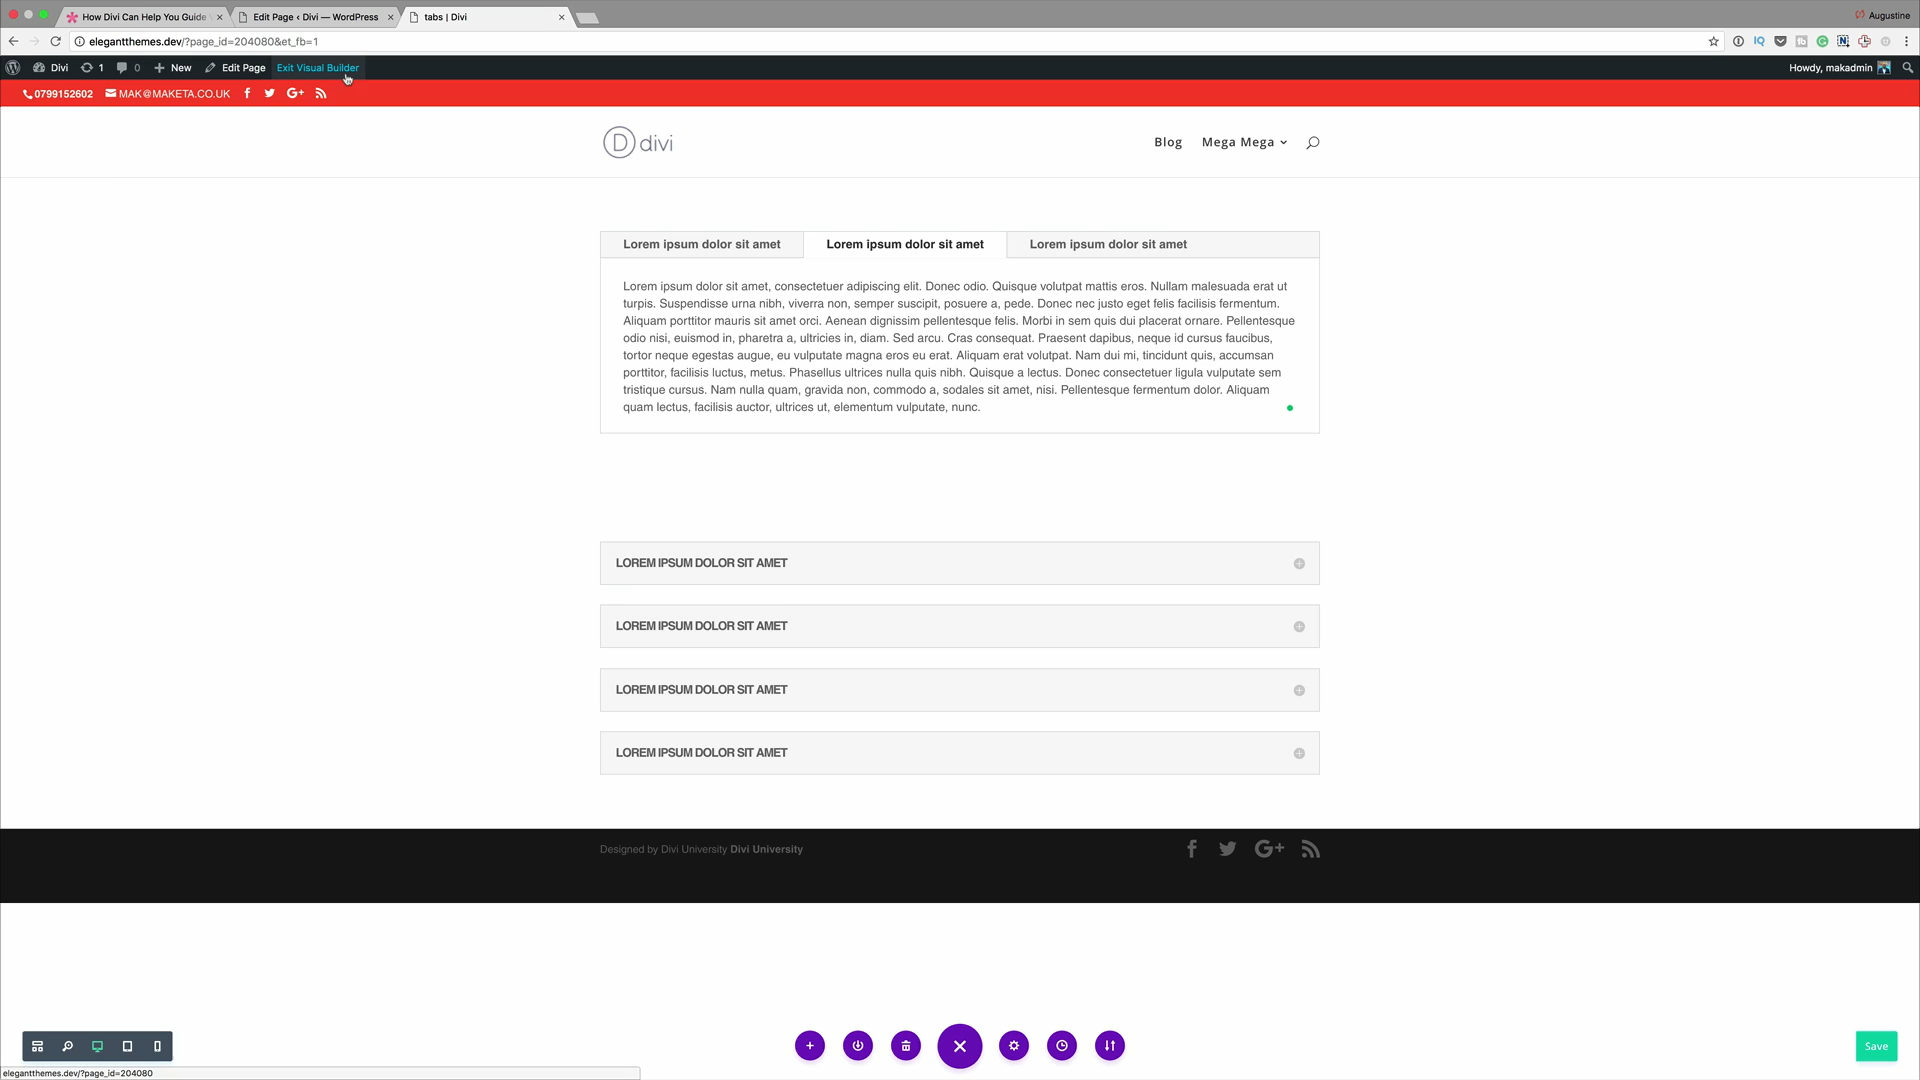 How Divi Can Help You Guide
Edit Page ‹ Divi — WordPress
tabs | Divi
Augustine
elegantthemes.dev/?page_id=204080&et_fb=1
Divi
1
0
New
Edit Page
Exit Visual Builder
Howdy, makadmin
0799152602
MAK@MAKETA.CO.UK
D divi
Blog
Mega Mega
Lorem ipsum dolor sit amet
Lorem ipsum dolor sit amet
Lorem ipsum dolor sit amet
Lorem ipsum dolor sit amet, consectetuer adipiscing elit. Donec odio. Quisque volutpat mattis eros. Nullam malesuada erat ut
turpis. Suspendisse urna nibh, viverra non, semper suscipit, posuere a, pede. Donec nec justo eget felis facilisis fermentum.
Aliquam porttitor mauris sit amet orci. Aenean dignissim pellentesque felis. Morbi in sem quis dui placerat ornare. Pellentesque
odio nisi, euismod in, pharetra a, ultricies in, diam. Sed arcu. Cras consequat. Praesent dapibus, neque id cursus faucibus,
tortor neque egestas augue, eu vulputate magna eros eu erat. Aliquam erat volutpat. Nam dui mi, tincidunt quis, accumsan
porttitor, facilisis luctus, metus. Phasellus ultrices nulla quis nibh. Quisque a lectus. Donec consectetuer ligula vulputate sem
tristique cursus. Nam nulla quam, gravida non, commodo a, sodales sit amet, nisi. Pellentesque fermentum dolor. Aliquam
quam lectus, facilisis auctor, ultrices ut, elementum vulputate, nunc.
LOREM IPSUM DOLOR SIT AMET
LOREM IPSUM DOLOR SIT AMET
LOREM IPSUM DOLOR SIT AMET
LOREM IPSUM DOLOR SIT AMET
Designed by Divi University Divi University
Save
elegantthemes.dev/?page_id=204080